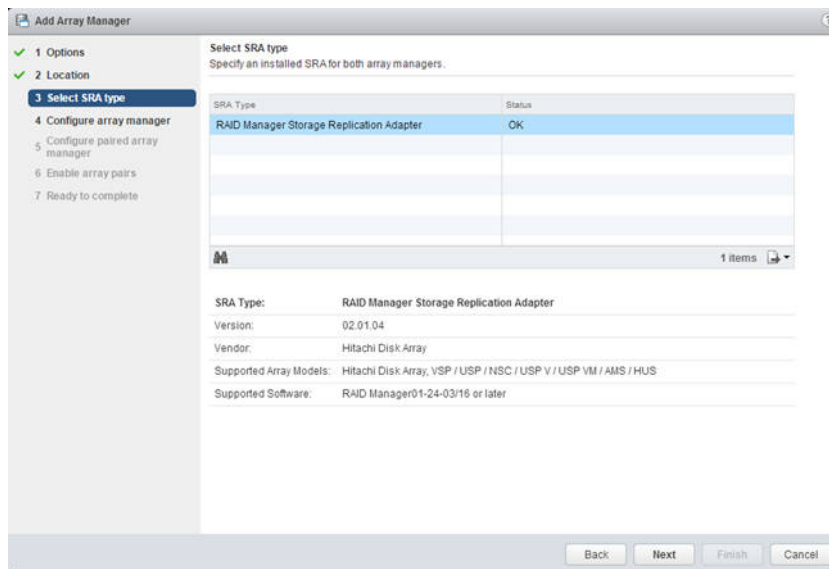 Add Array Manager
?
1 Options
2 Location
3 Select SRA type
4 Configure array manager
5 Configure paired array
manager
6 Enable array pairs
7 Ready to complete
Select SRA type
Specify an installed SRA for both array managers.
SRA Type Status
RAID Manager Storage Replication Adapter OK
1 items
SRA Type: RAID Manager Storage Replication Adapter
Version: 02.01.04
Vendor: Hitachi Disk Array
Supported Array Models: Hitachi Disk Array, VSP / USP / NSC / USP V / USP VM / AMS / HUS
Supported Software: RAID Manager01-24-03/16 or later
Back Next Finish Cancel